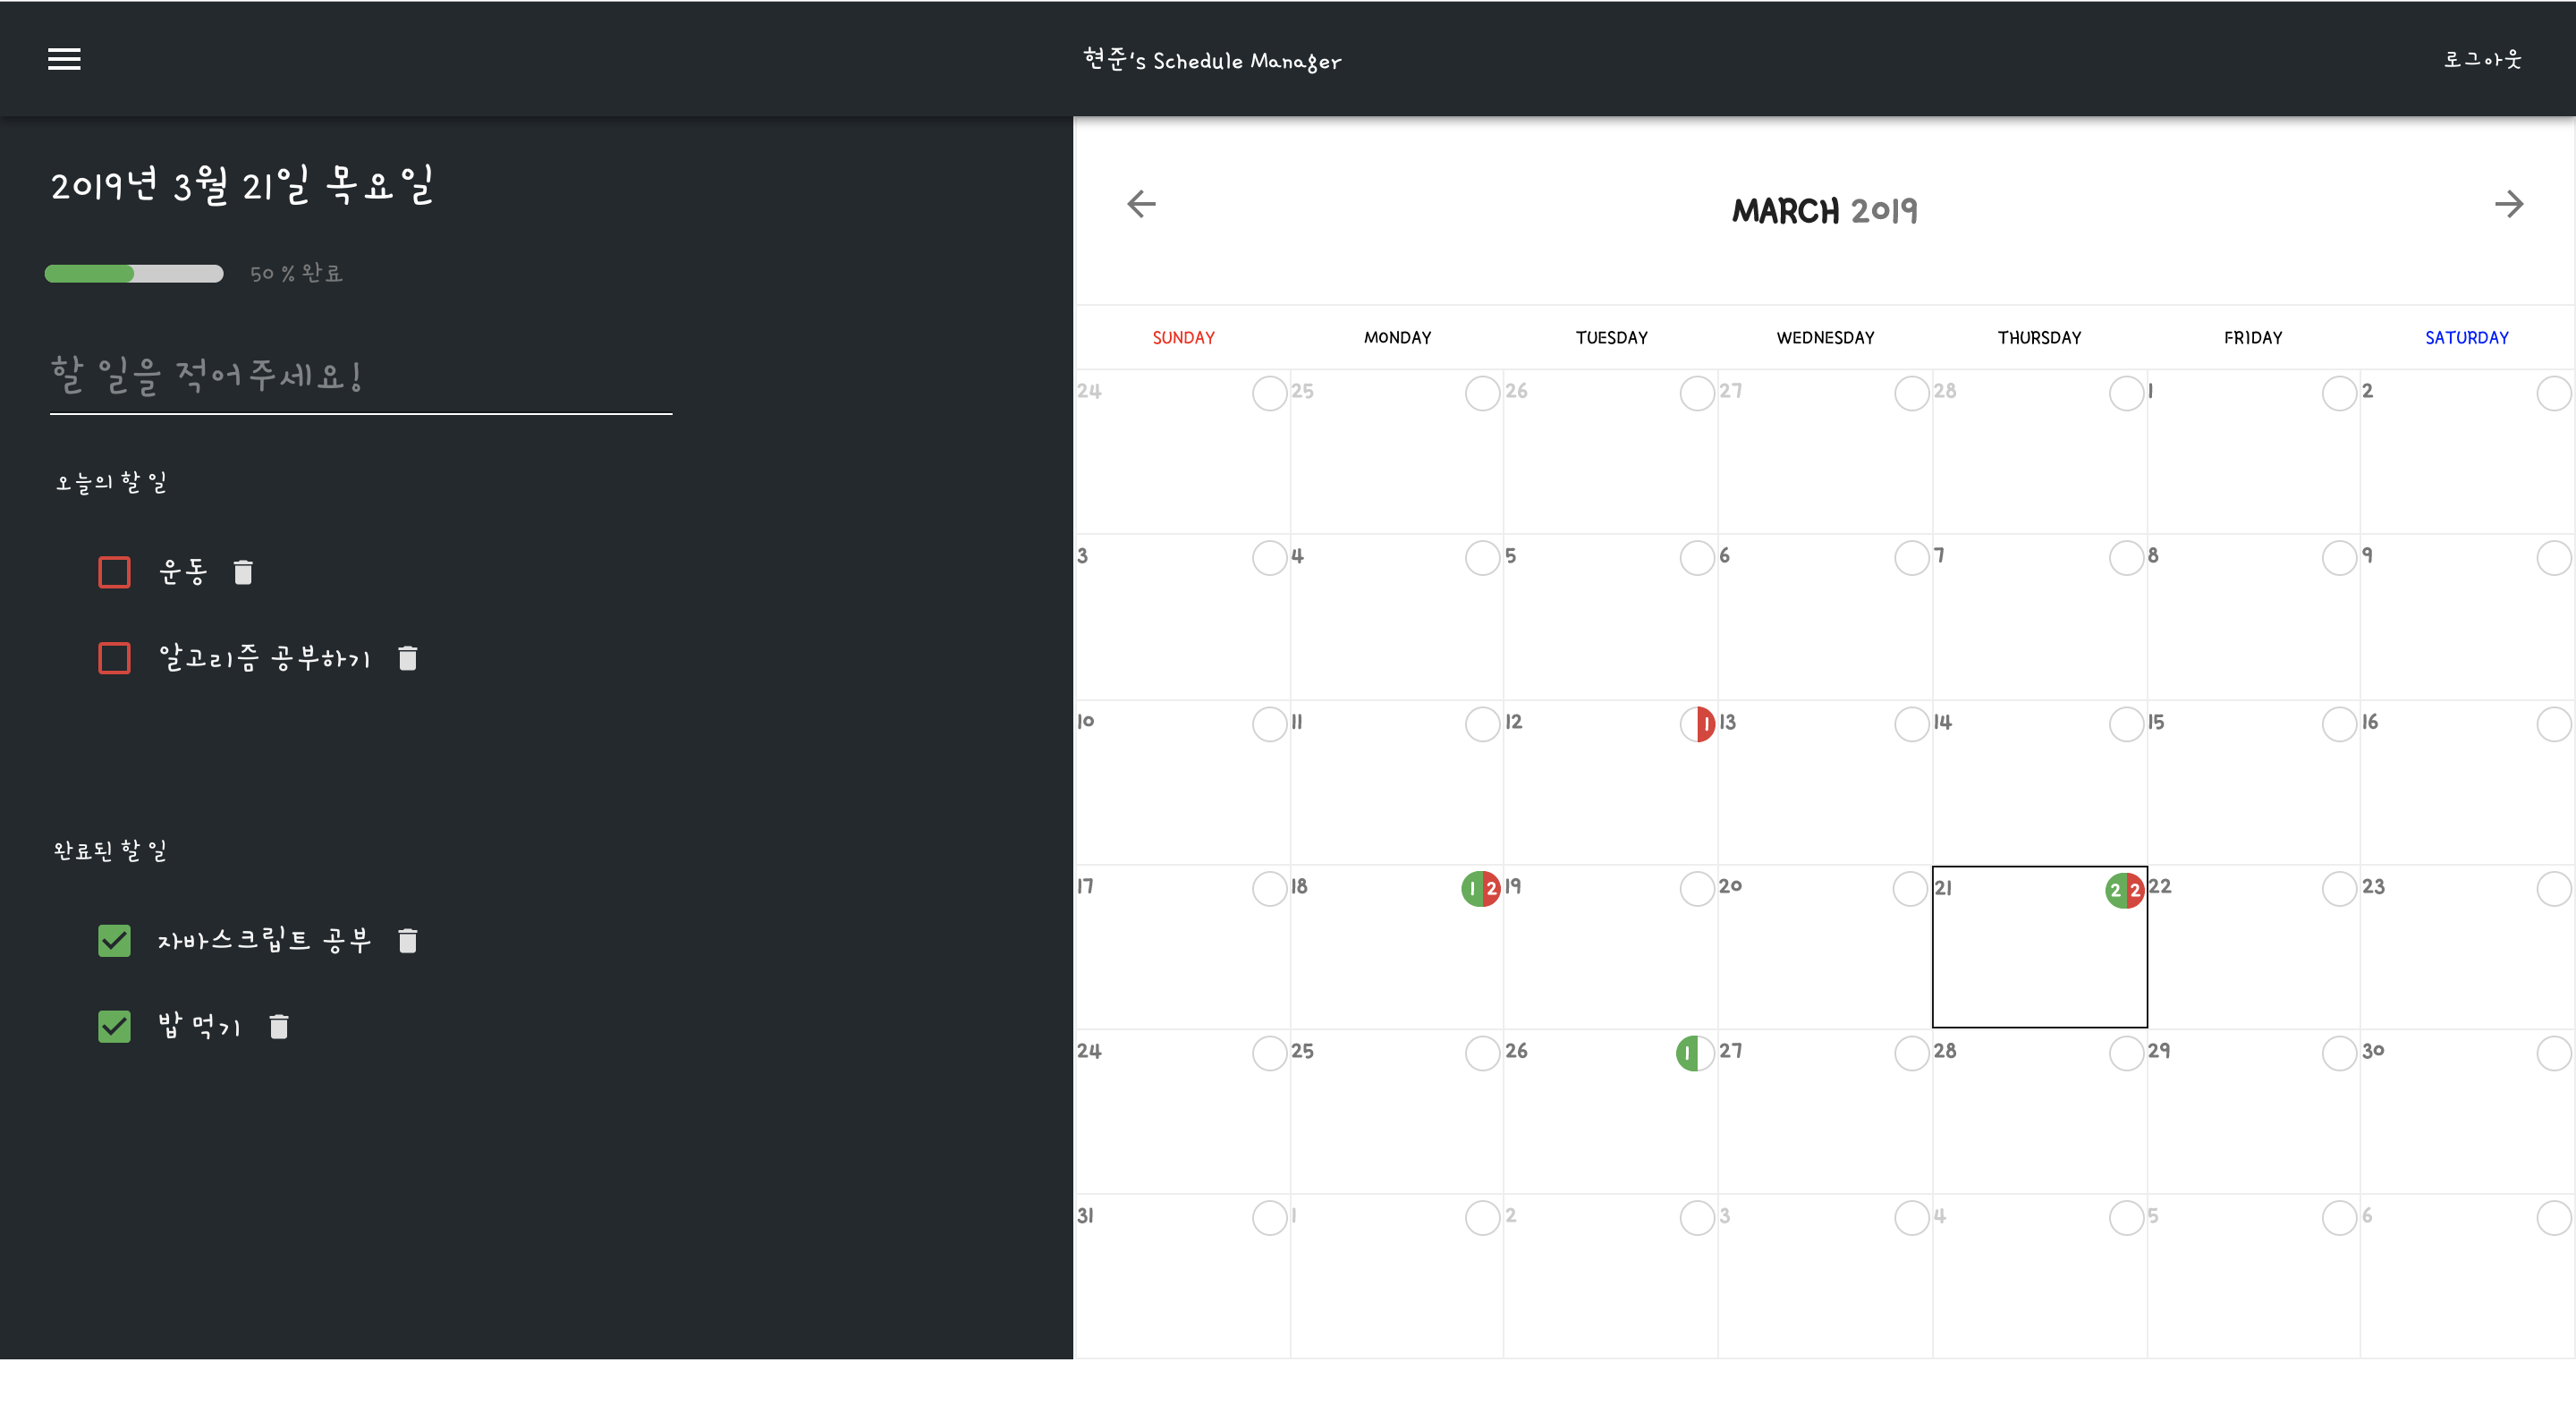 현준's Schedule Manager
로그아웃
2019년 3월 21일 목요일
50 % 완료
할 일을 적어주세요!
오늘의 할 일
운동
알고리즘 공부하기
완료된 할 일
자바스크립트 공부
밥 먹기
MARCH 2019
SUNDAY MONDAY TUESDAY WEDNESDAY THURSDAY FRIDAY SATURDAY
24 25 26 27 28 1 2
3 4 5 6 7 8 9
10 11 12 1 13 14 15 16
17 18 1 2 19 20 21 2 2 22 23
24 25 26 1 27 28 29 30
31 1 2 3 4 5 6